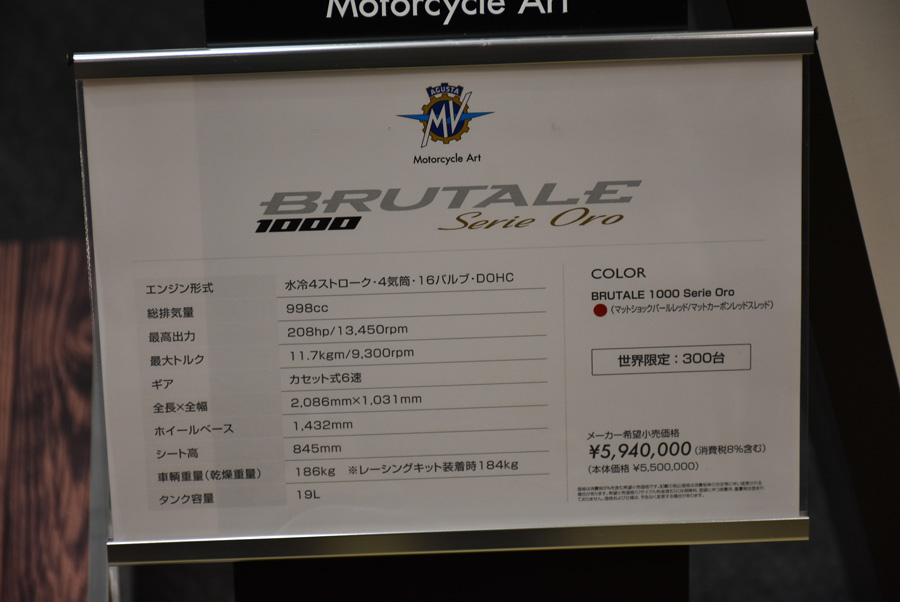 Motorcycle Art
AGUSTA
MV
Motorcycle Art
BRUTALE
1000 Serie Oro
エンジン形式 水冷4ストローク・4気筒・16バルブ・DOHC
総排気量 998cc
最高出力 208hp/13,450rpm
最大トルク 11.7kgm/9,300rpm
ギア カセット式6速
全長×全幅 2,086mm×1,031mm
ホイールベース 1,432mm
シート高 845mm
車輌重量(乾燥重量) 186kg ※レーシングキット装着時184kg
タンク容量 19L
COLOR
BRUTALE 1000 Serie Oro
(マットショックパールレッド/マットカーボンレッドスレッド)
世界限定：300台
メーカー希望小売価格
¥5,940,000(消費税8%含む)
(本体価格 ¥5,500,000)